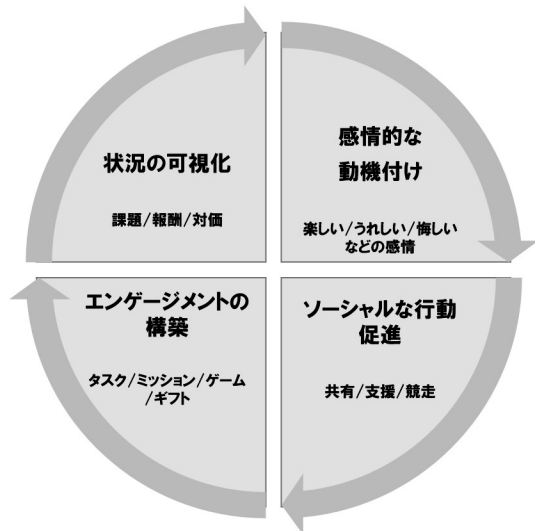 状況の可視化
課題/報酬/対価
感情的な
動機付け
楽しい/うれしい/悔しい
などの感情
エンゲージメントの
構築
タスク/ミッション/ゲーム
/ギフト
ソーシャルな行動
促進
共有/支援/競走